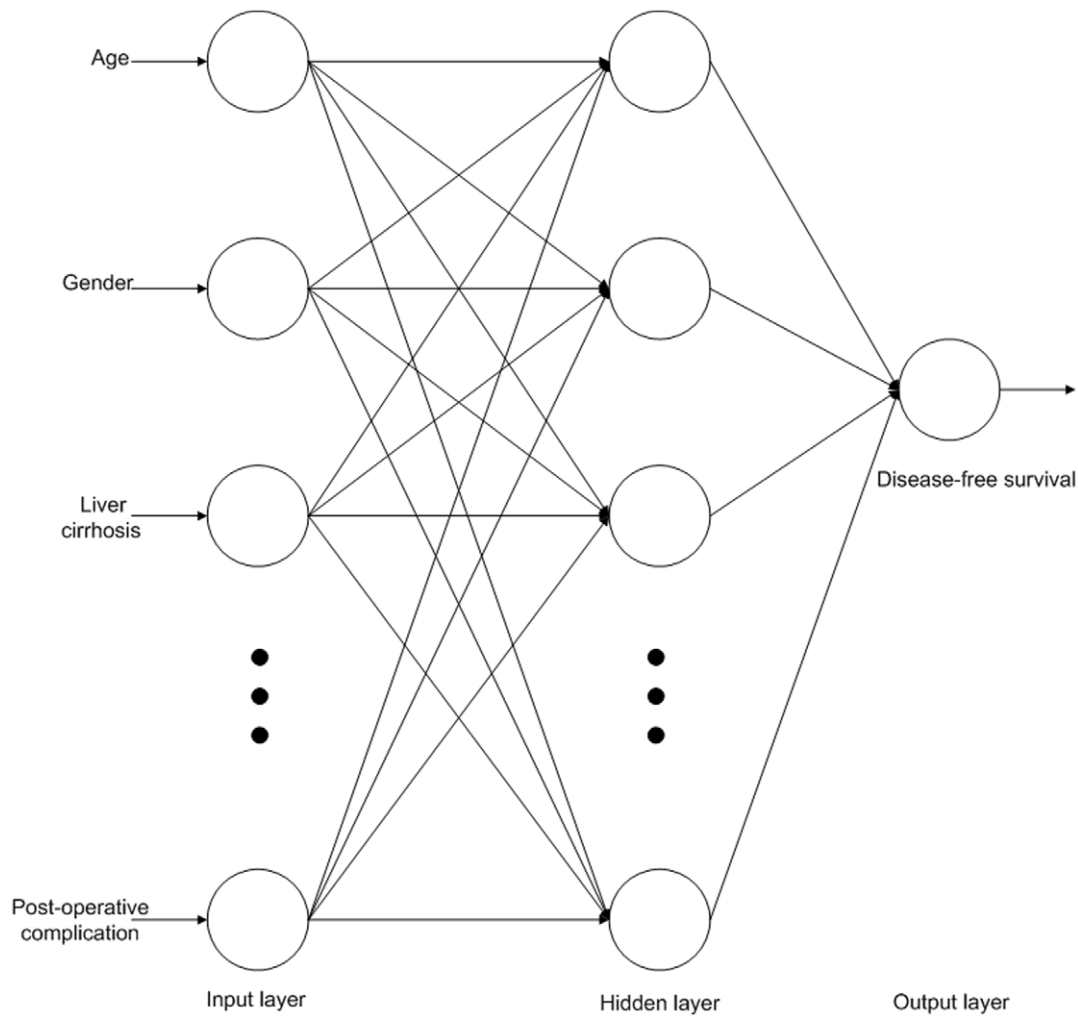 Age
Gender
Liver
cirrhosis
Post-operative
complication
Disease-free survival
Input layer
Hidden layer
Output layer